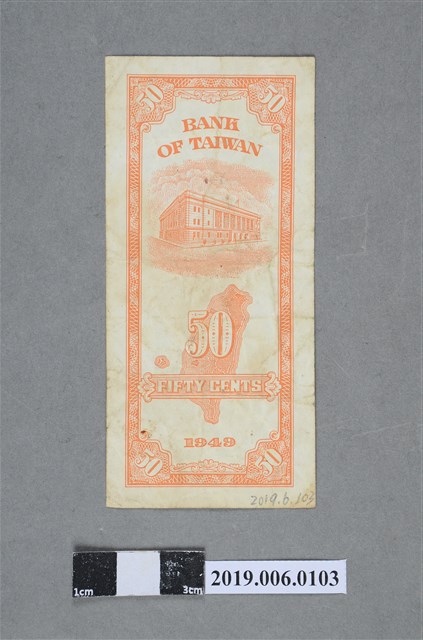 50 50
BANK
OF TAIWAN
50
FIFTY CENTS
1949
50 50
2019.6.103
1cm 3cm
2019.006.0103